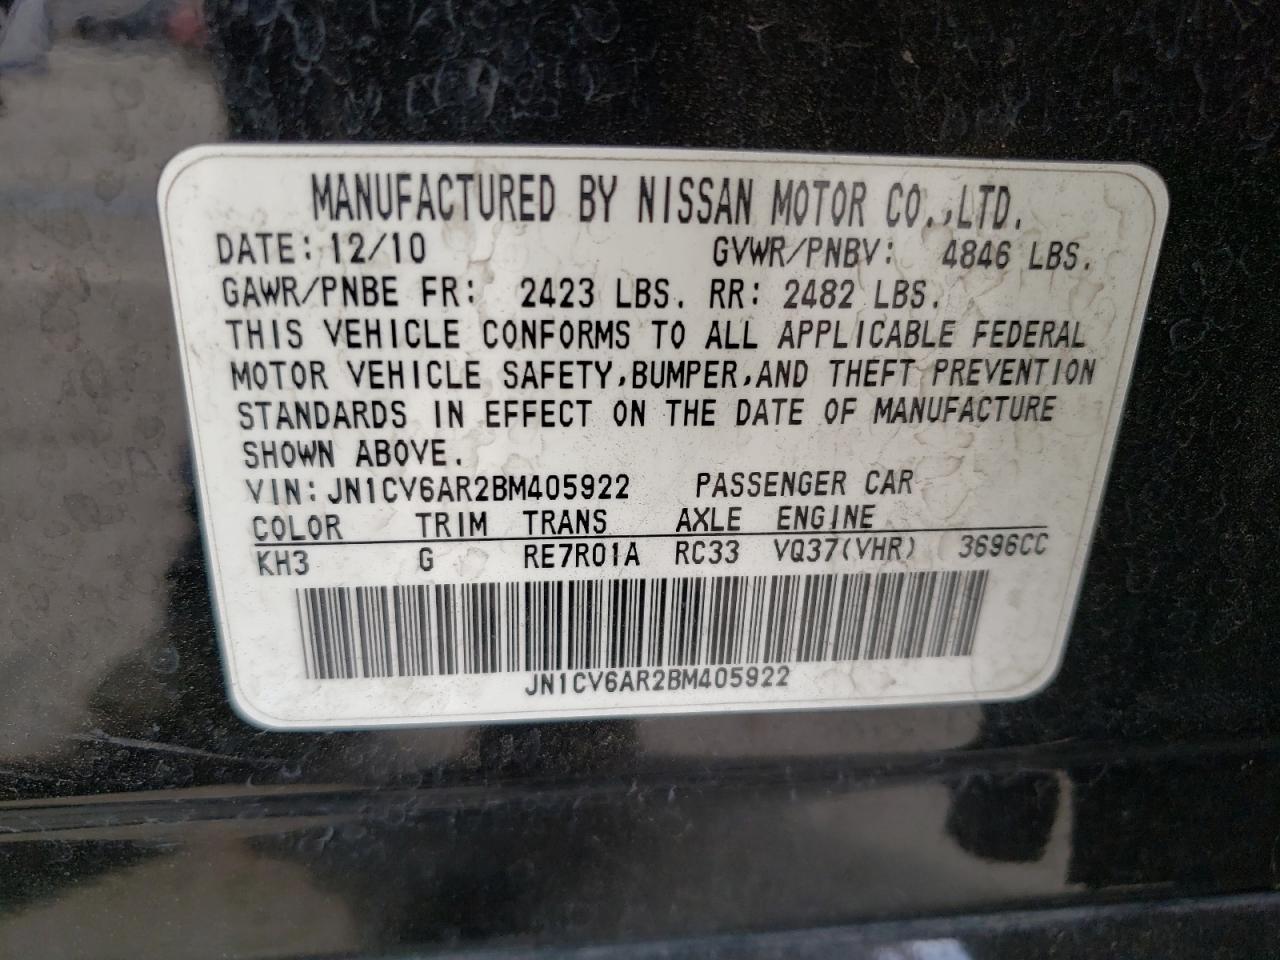 MANUFACTURED BY NISSAN MOTOR CO.,LTD.
DATE: 12/10 GVWR/PNBV: 4846 LBS.
GAWR/PNBE FR: 2423 LBS. RR: 2482 LBS.
THIS VEHICLE CONFORMS TO ALL APPLICABLE FEDERAL
MOTOR VEHICLE SAFETY,BUMPER,AND THEFT PREVENTION
STANDARDS IN EFFECT ON THE DATE OF MANUFACTURE
SHOWN ABOVE.
VIN: JN1CV6AR2BM405922 PASSENGER CAR
COLOR TRIM TRANS AXLE ENGINE
KH3 G RE7R01A RC33 VQ37(VHR) 3696CC
JN1CV6AR2BM405922